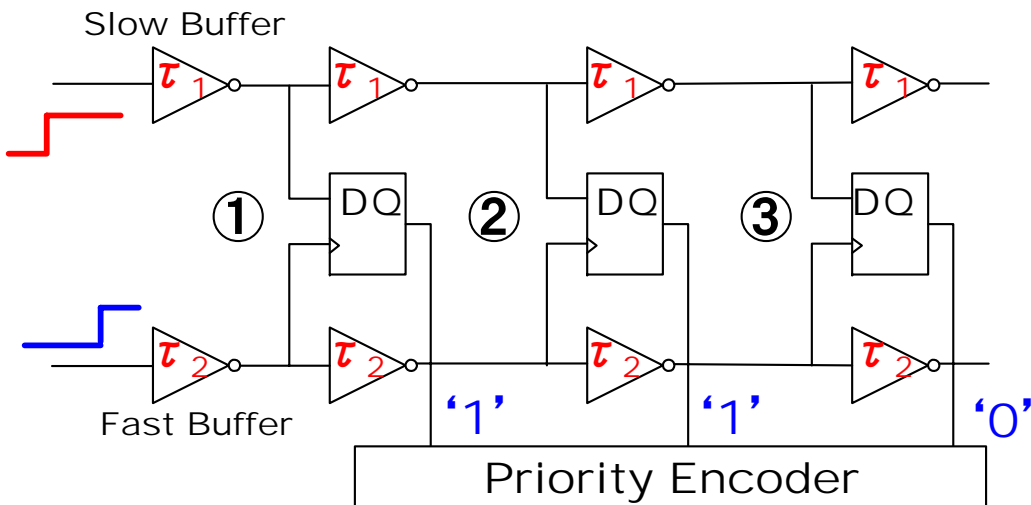 Slow Buffer
τ1 τ1 τ1 τ1
① DQ ② DQ ③ DQ
τ2 τ2 τ2 τ2
Fast Buffer
‘1’ ‘1’ ‘0’
Priority Encoder